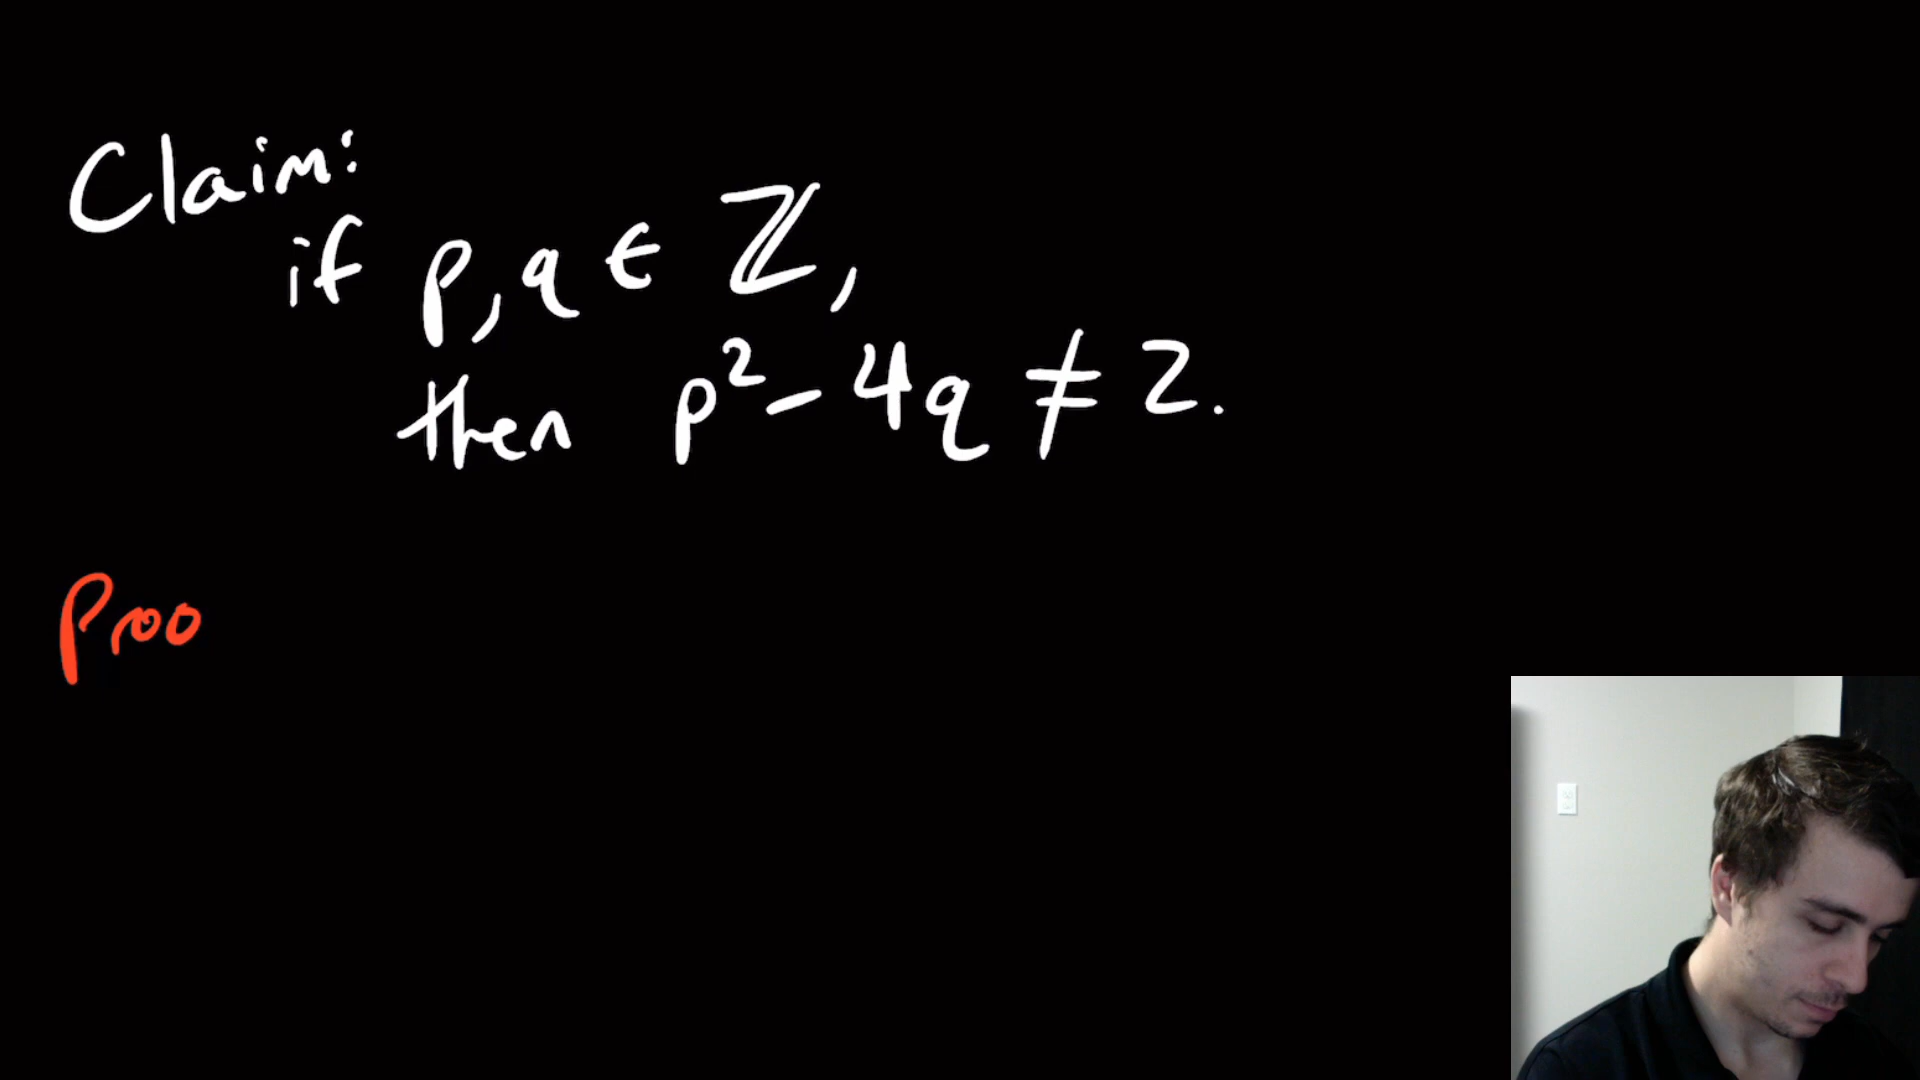 Claim:
if p, q ∈ ℤ,
then p² - 4q ≠ 2.
Proo